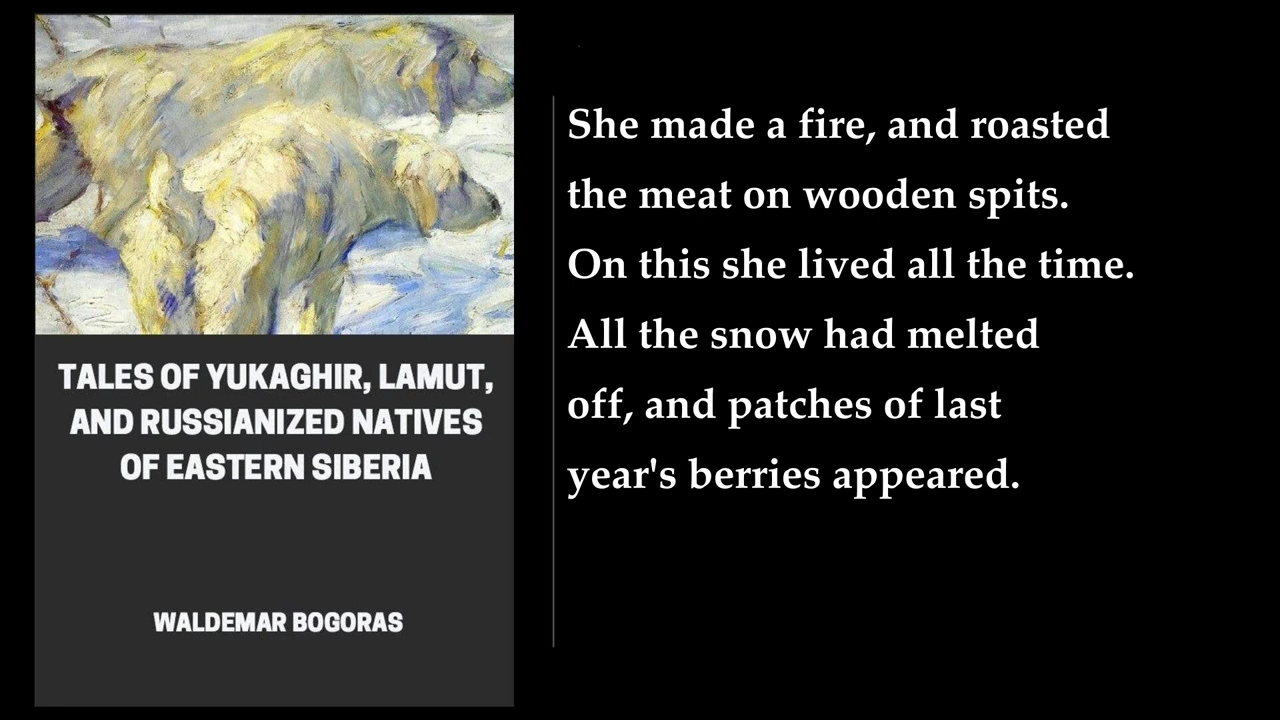 TALES OF YUKAGHIR, LAMUT,
AND RUSSIANIZED NATIVES
OF EASTERN SIBERIA
WALDEMAR BOGORAS
She made a fire, and roasted
the meat on wooden spits.
On this she lived all the time.
All the snow had melted
off, and patches of last
year's berries appeared.